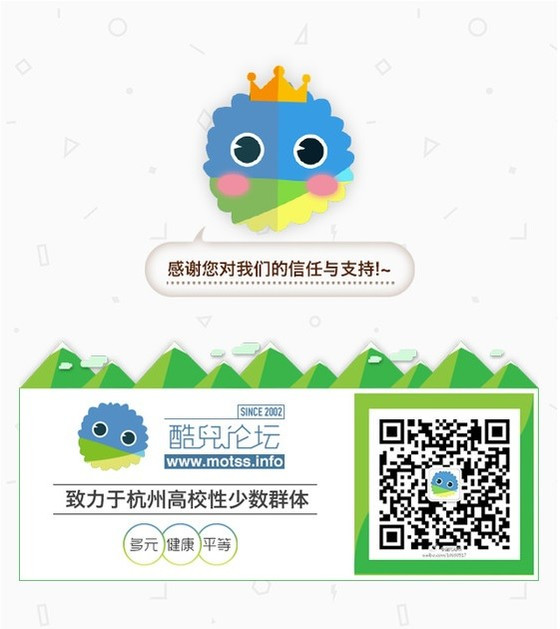 感谢您对我们的信任与支持!~
SINCE 2002
酷兒论坛
www.motss.info
致力于杭州高校性少数群体
多元 健康 平等